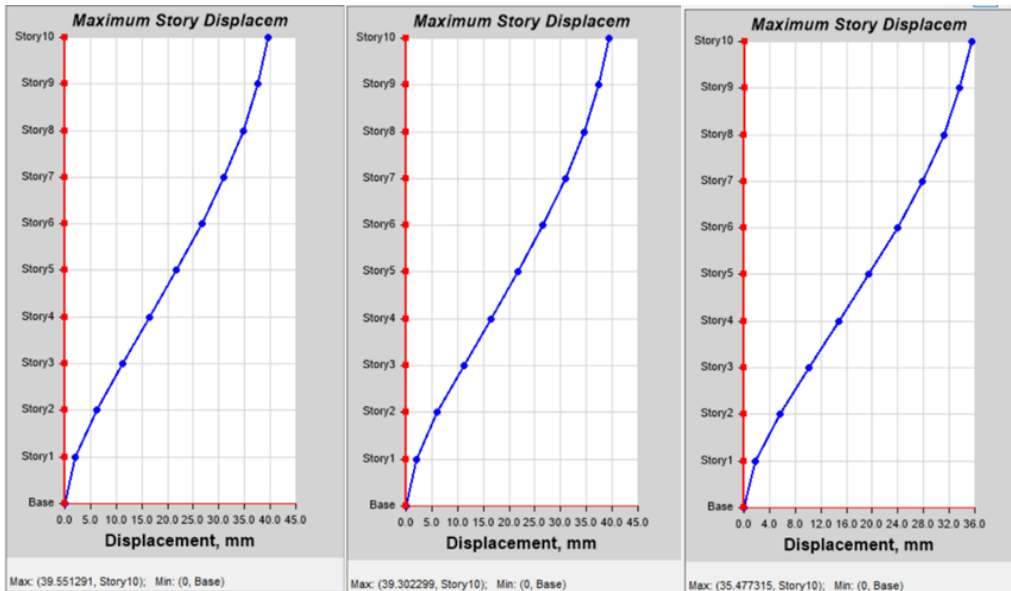 Maximum Story Displacem
Story10
Story9
Story8
Story7
Story6
Story5
Story4
Story3
Story2
Story1
Base
0.0 5.0 10.0 15.0 20.0 25.0 30.0 35.0 40.0 45.0
Displacement, mm
Max: (39.551291, Story10); Min: (0, Base)
Maximum Story Displacem
Story10
Story9
Story8
Story7
Story6
Story5
Story4
Story3
Story2
Story1
Base
0.0 5.0 10.0 15.0 20.0 25.0 30.0 35.0 40.0 45.0
Displacement, mm
Max: (39.302299, Story10); Min: (0, Base)
Maximum Story Displacem
Story10
Story9
Story8
Story7
Story6
Story5
Story4
Story3
Story2
Story1
Base
0.0 4.0 8.0 12.0 16.0 20.0 24.0 28.0 32.0 36.0
Displacement, mm
Max: (35.477315, Story10); Min: (0, Base)